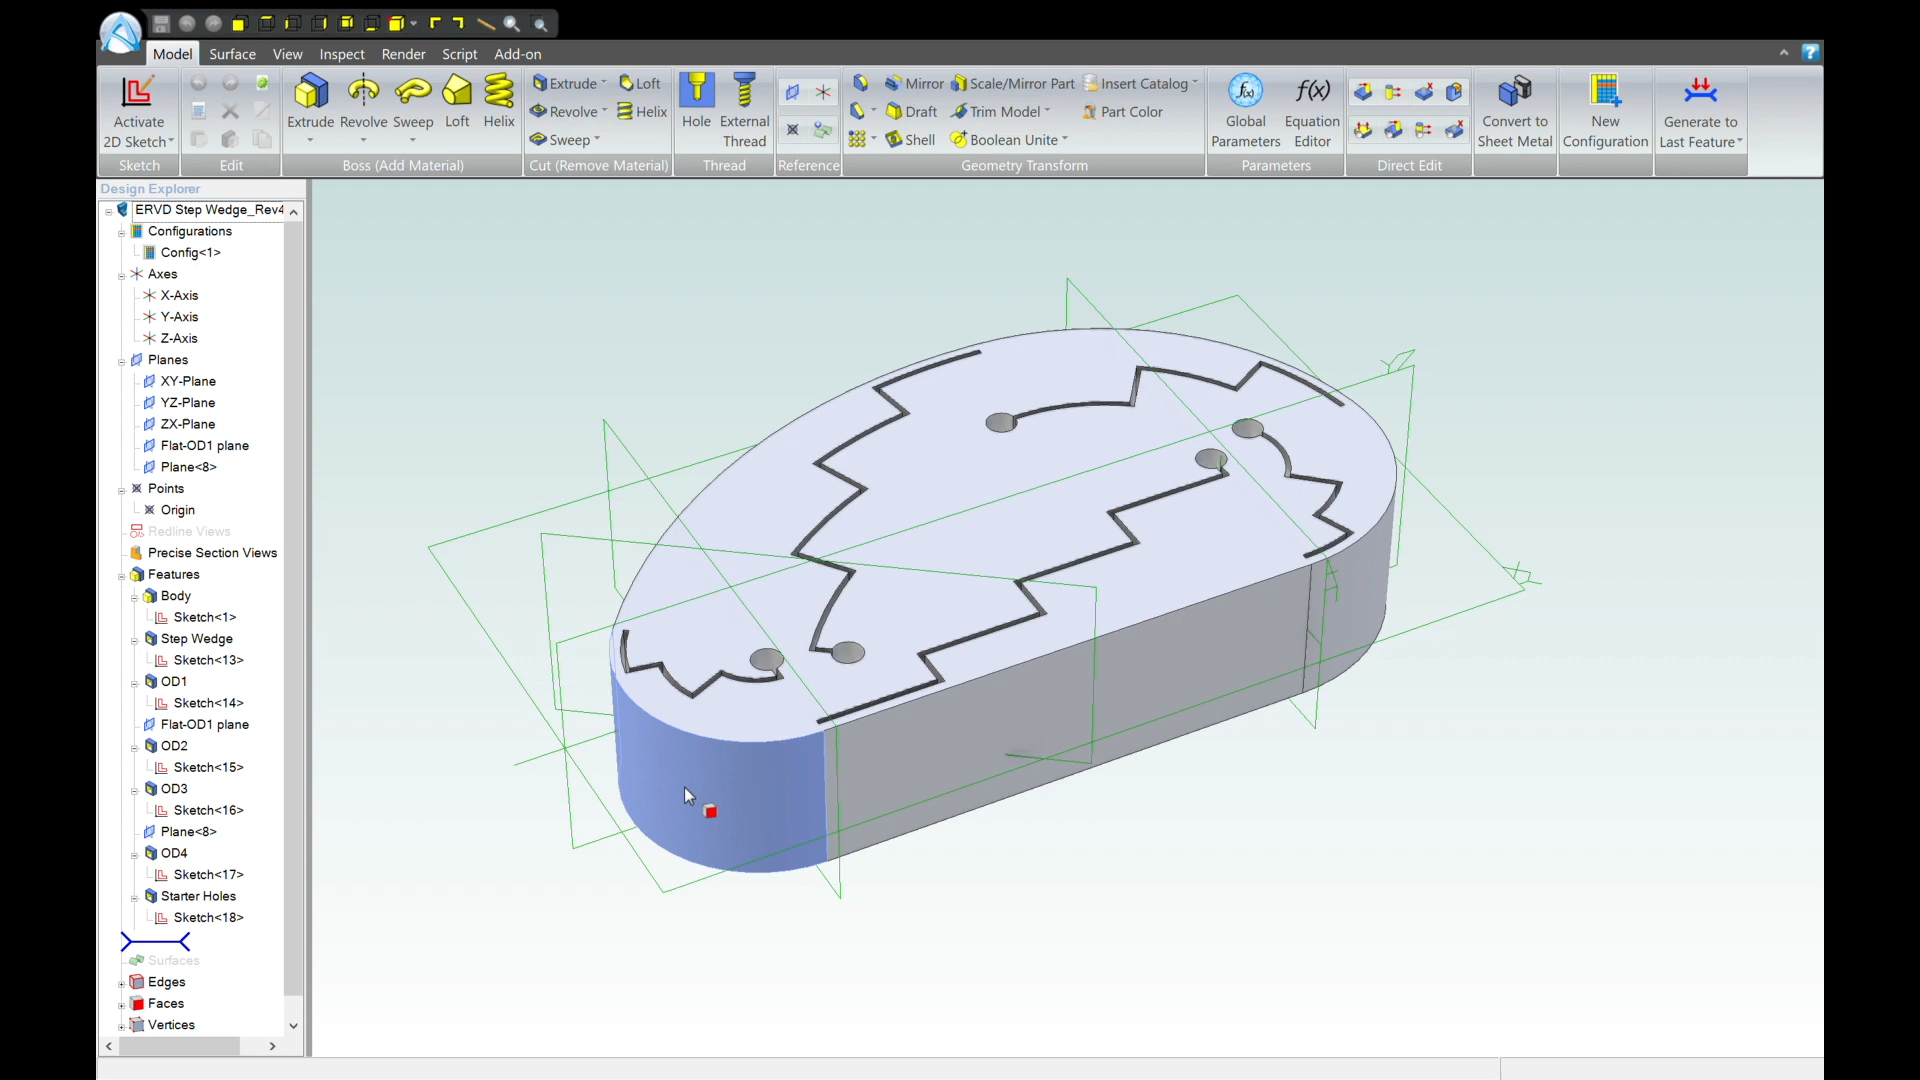 Model Surface View Inspect Render Script Add-on
Activate
2D Sketch
Sketch
Edit
Extrude Revolve Sweep Loft Helix
Boss (Add Material)
Extrude Loft
Revolve Helix
Sweep
Cut (Remove Material)
Hole
External
Thread
Thread
Reference
Mirror Scale/Mirror Part Insert Catalog
Draft Trim Model Part Color
Shell Boolean Unite
Geometry Transform
f(x)
Global
Parameters
f(x)
Equation
Editor
Parameters
Direct Edit
Convert to
Sheet Metal
New
Configuration
Generate to
Last Feature
Design Explorer
ERVD Step Wedge_Rev4
Configurations
Config<1>
Axes
X-Axis
Y-Axis
Z-Axis
Planes
XY-Plane
YZ-Plane
ZX-Plane
Flat-OD1 plane
Plane<8>
Points
Origin
Redline Views
Precise Section Views
Features
Body
Sketch<1>
Step Wedge
Sketch<13>
OD1
Sketch<14>
Flat-OD1 plane
OD2
Sketch<15>
OD3
Sketch<16>
Plane<8>
OD4
Sketch<17>
Starter Holes
Sketch<18>
Surfaces
Edges
Faces
Vertices